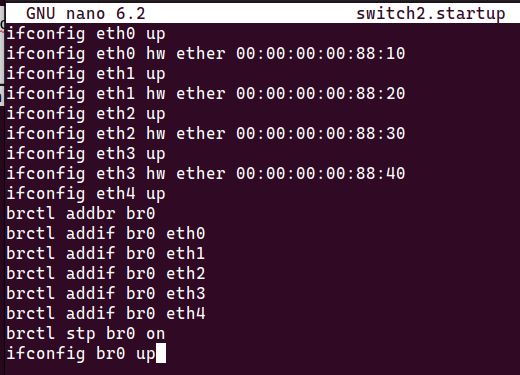 GNU nano 6.2 switch2.startup
ifconfig eth0 up
ifconfig eth0 hw ether 00:00:00:00:88:10
ifconfig eth1 up
ifconfig eth1 hw ether 00:00:00:00:88:20
ifconfig eth2 up
ifconfig eth2 hw ether 00:00:00:00:88:30
ifconfig eth3 up
ifconfig eth3 hw ether 00:00:00:00:88:40
ifconfig eth4 up
brctl addbr br0
brctl addif br0 eth0
brctl addif br0 eth1
brctl addif br0 eth2
brctl addif br0 eth3
brctl addif br0 eth4
brctl stp br0 on
ifconfig br0 up